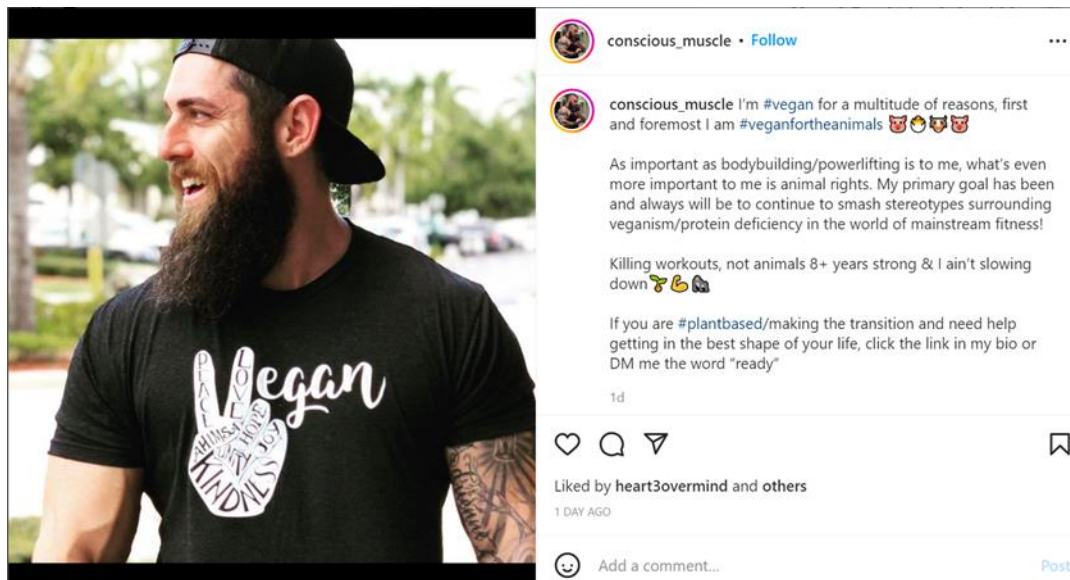 conscious_muscle • Follow
conscious_muscle I'm #vegan for a multitude of reasons, first
and foremost I am #veganfortheanimals 🐷🐣🐮🐷
As important as bodybuilding/powerlifting is to me, what's even
more important to me is animal rights. My primary goal has been
and always will be to continue to smash stereotypes surrounding
veganism/protein deficiency in the world of mainstream fitness!
Killing workouts, not animals 8+ years strong & I ain't slowing
down🌱💪🦍
If you are #plantbased/making the transition and need help
getting in the best shape of your life, click the link in my bio or
DM me the word “ready”
1d
Liked by heart3overmind and others
1 DAY AGO
Add a comment...
Post
Vegan
PEACE
LOVE
AHIMSA
UNITY
HOPE
JOY
KINDNESS